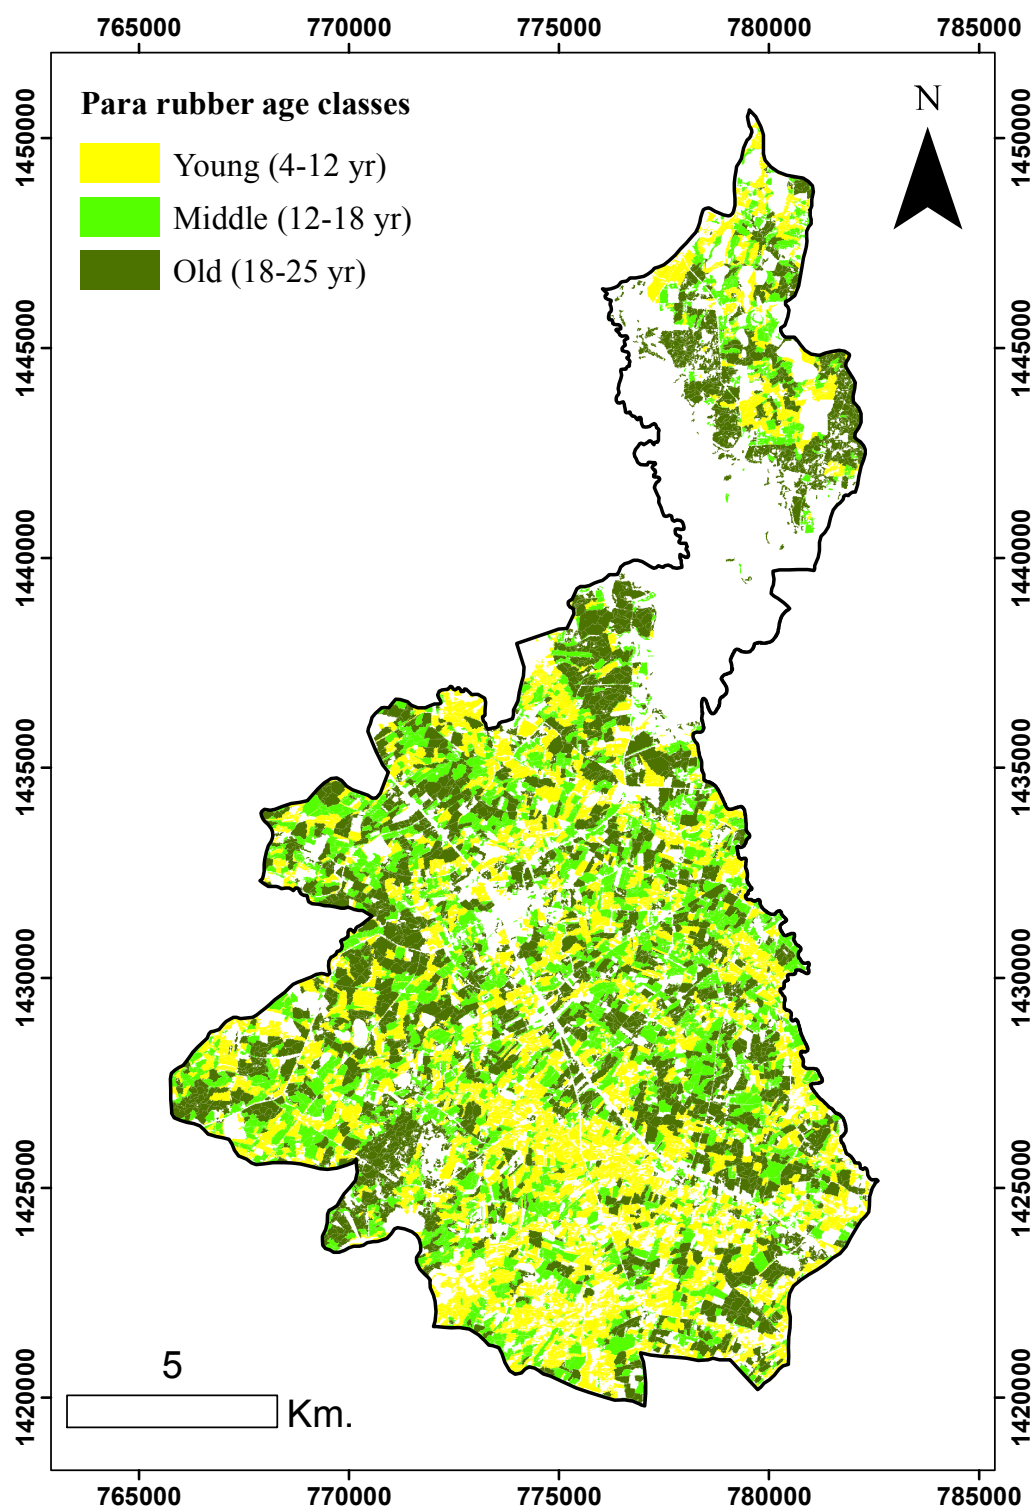 765000 770000 775000 780000 785000
Para rubber age classes
Young (4-12 yr)
Middle (12-18 yr)
Old (18-25 yr)
N
1450000 1450000
1445000 1445000
1440000 1440000
1435000 1435000
1430000 1430000
1425000 1425000
1420000 1420000
5
Km.
765000 770000 775000 780000 785000